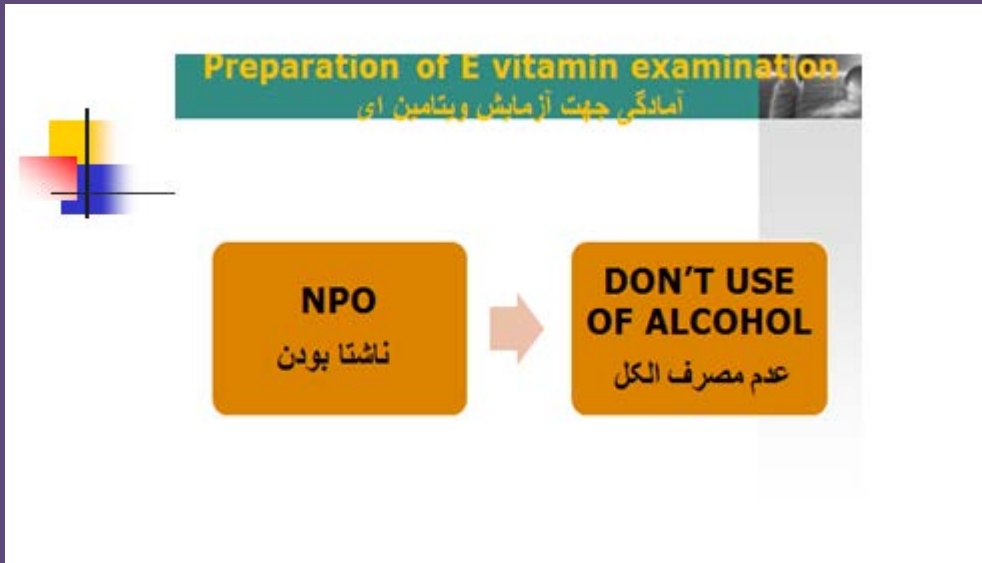 Preparation of E vitamin examination
آمادگی جهت آزمایش ویتامین ای
NPO
ناشتا بودن
DON’T USE
OF ALCOHOL
عدم مصرف الکل